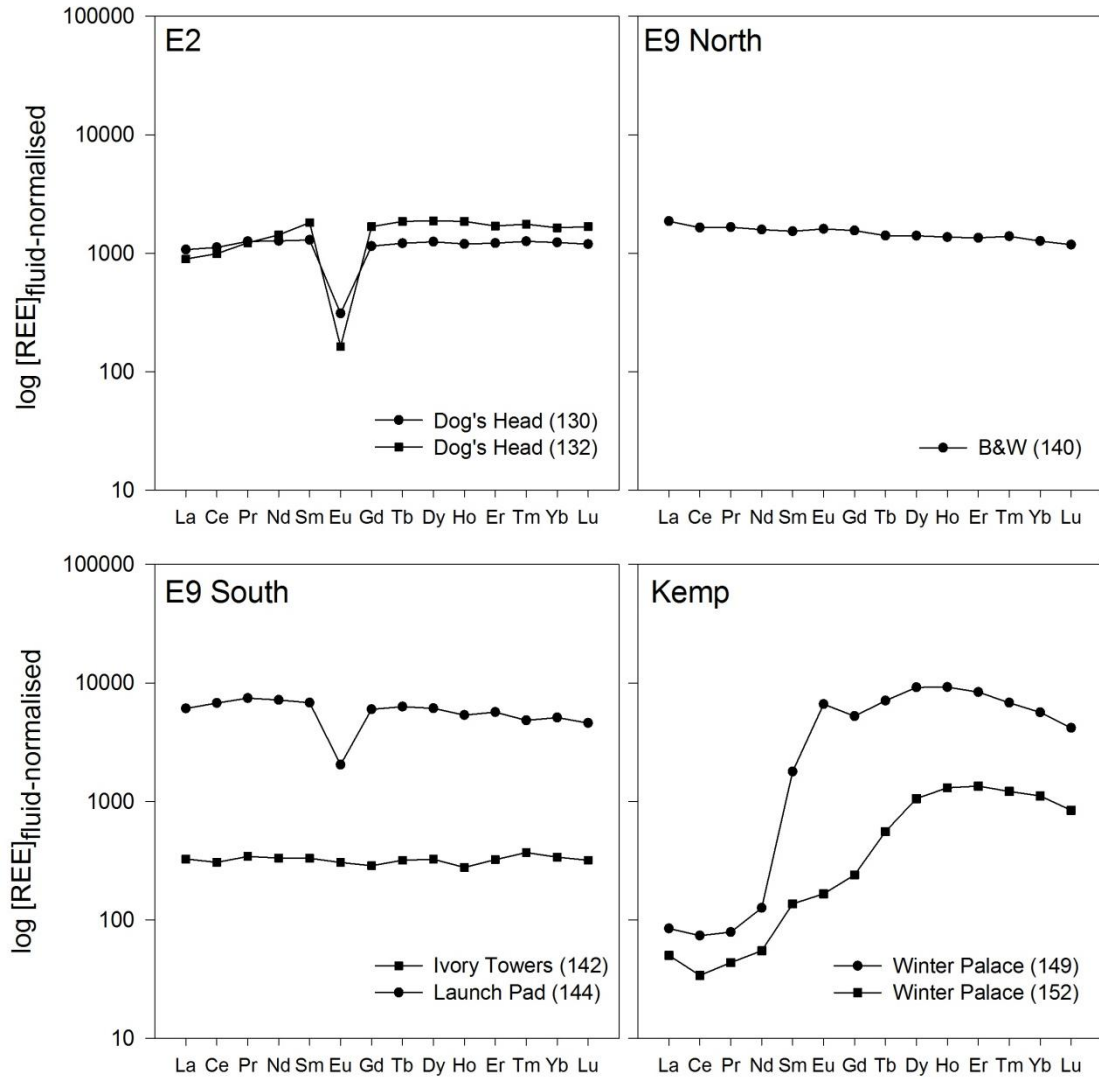 E2
E9 North
100000
10000
1000
100
10
log [REE]fluid-normalised
Dog's Head (130)
Dog's Head (132)
B&W (140)
La Ce Pr Nd Sm Eu Gd Tb Dy Ho Er Tm Yb Lu
La Ce Pr Nd Sm Eu Gd Tb Dy Ho Er Tm Yb Lu
E9 South
Kemp
100000
10000
1000
100
10
log [REE]fluid-normalised
Ivory Towers (142)
Launch Pad (144)
Winter Palace (149)
Winter Palace (152)
La Ce Pr Nd Sm Eu Gd Tb Dy Ho Er Tm Yb Lu
La Ce Pr Nd Sm Eu Gd Tb Dy Ho Er Tm Yb Lu